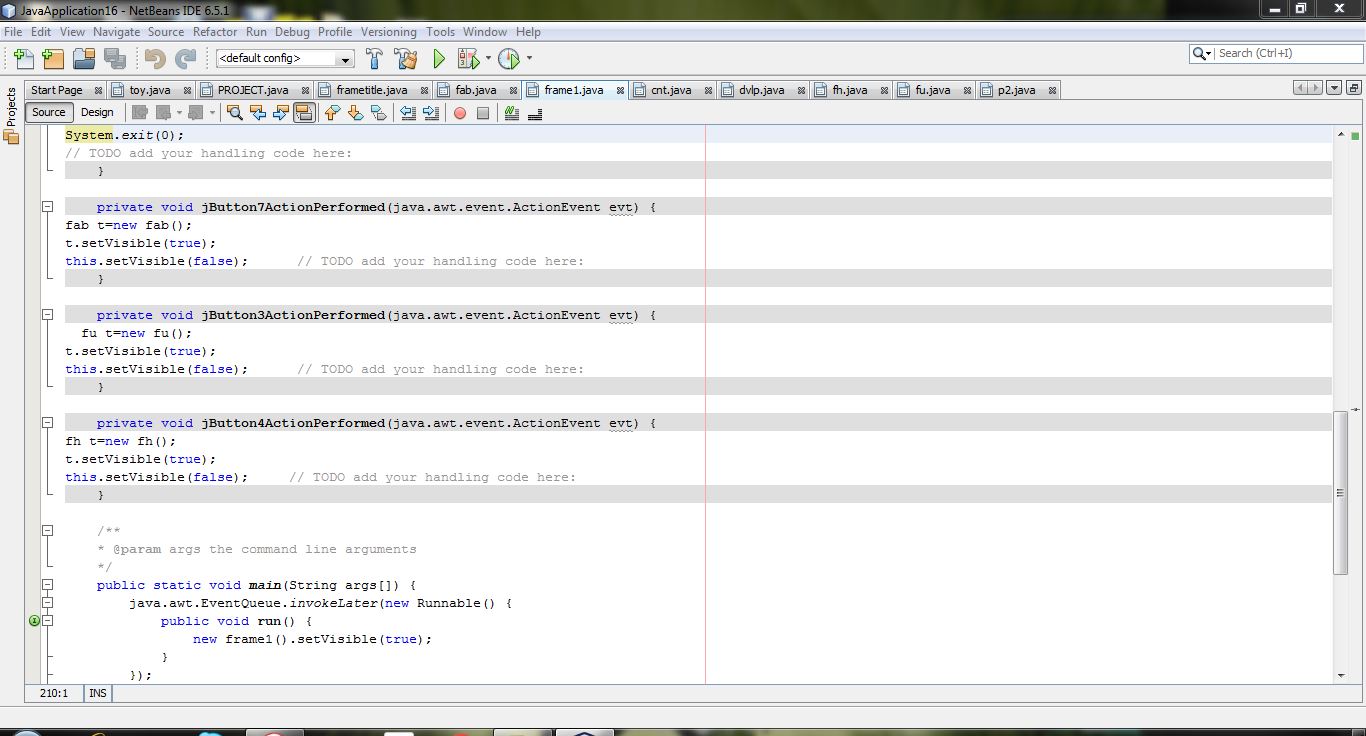 JavaApplication16 - NetBeans IDE 6.5.1
File Edit View Navigate Source Refactor Run Debug Profile Versioning Tools Window Help
<default config>
Search (Ctrl+I)
Projects
Start Page toy.java PROJECT.java frametitle.java fab.java frame1.java cnt.java dvlp.java fh.java fu.java p2.java
Source Design
System.exit(0);
// TODO add your handling code here:
}
private void jButton7ActionPerformed(java.awt.event.ActionEvent evt) {
fab t=new fab();
t.setVisible(true);
this.setVisible(false); // TODO add your handling code here:
}
private void jButton3ActionPerformed(java.awt.event.ActionEvent evt) {
fu t=new fu();
t.setVisible(true);
this.setVisible(false); // TODO add your handling code here:
}
private void jButton4ActionPerformed(java.awt.event.ActionEvent evt) {
fh t=new fh();
t.setVisible(true);
this.setVisible(false); // TODO add your handling code here:
}
/**
* @param args the command line arguments
*/
public static void main(String args[]) {
java.awt.EventQueue.invokeLater(new Runnable() {
public void run() {
new frame1().setVisible(true);
}
});
210:1 INS